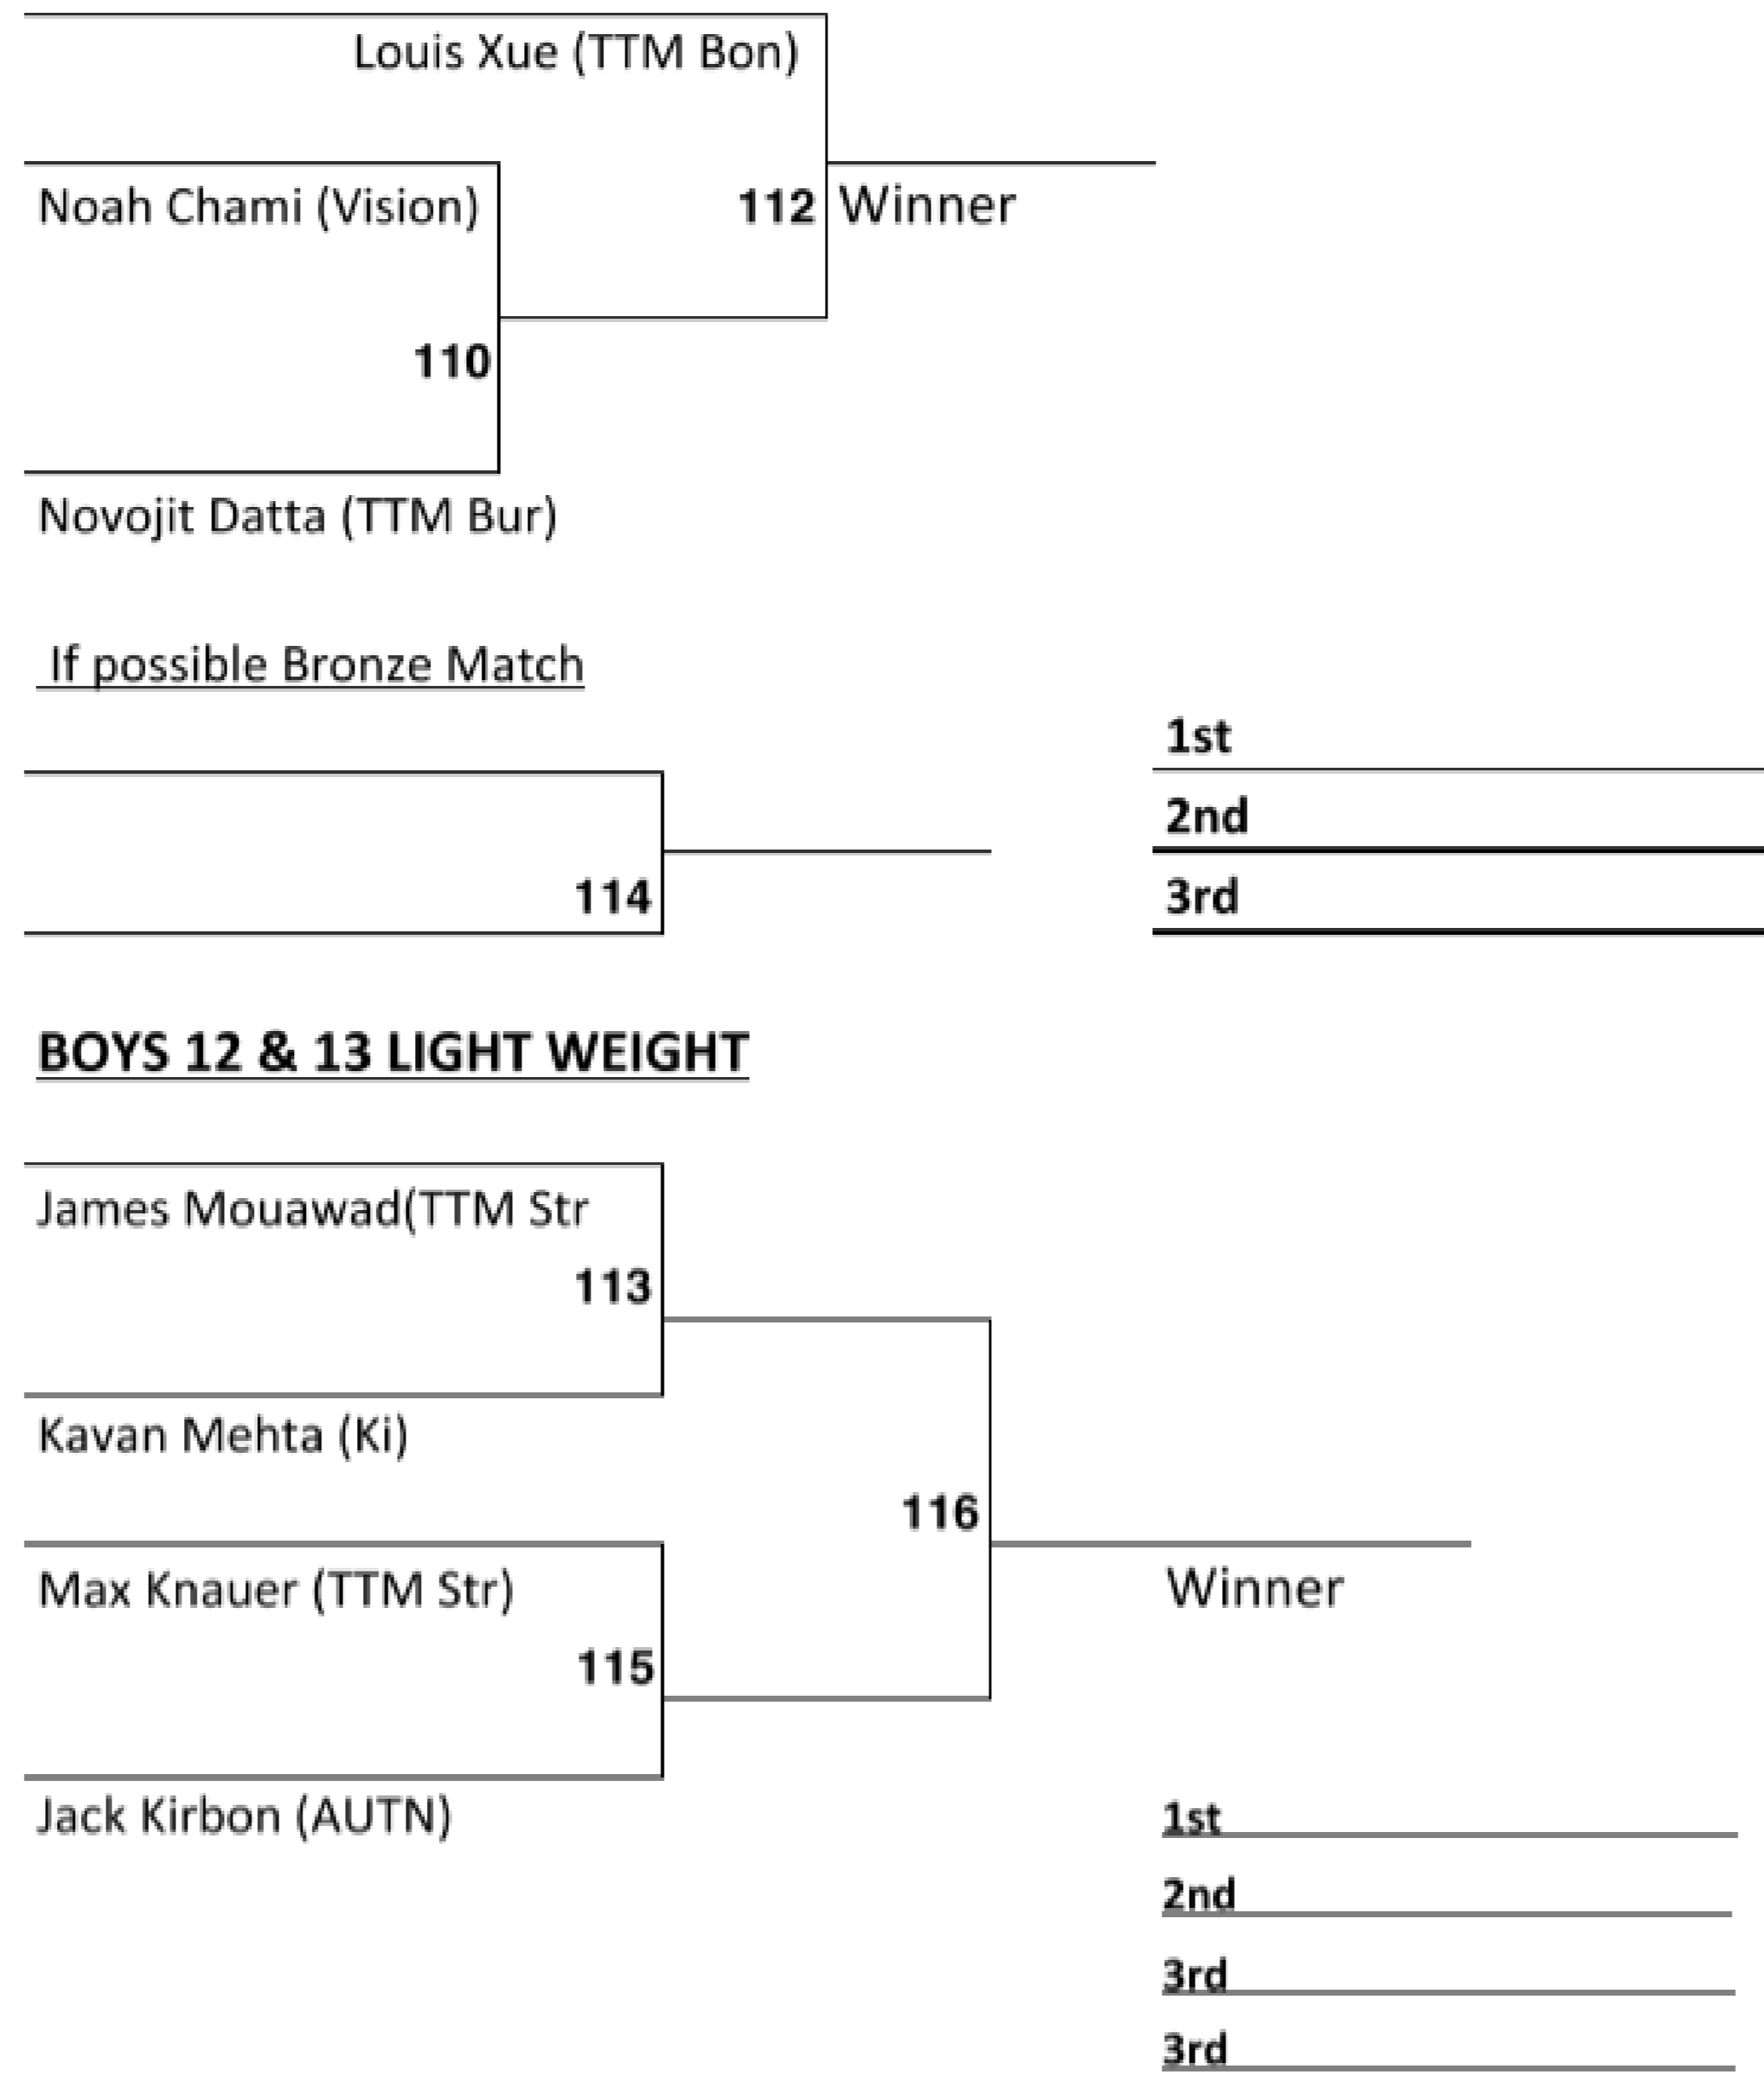 Louis Xue (TTM Bon)
Noah Chami (Vision)
112 Winner
110
Novojit Datta (TTM Bur)
If possible Bronze Match
1st
2nd
114
3rd
BOYS 12 & 13 LIGHT WEIGHT
James Mouawad(TTM Str
113
Kavan Mehta (Ki)
116
Max Knauer (TTM Str)
Winner
115
Jack Kirbon (AUTN)
1st
2nd
3rd
3rd